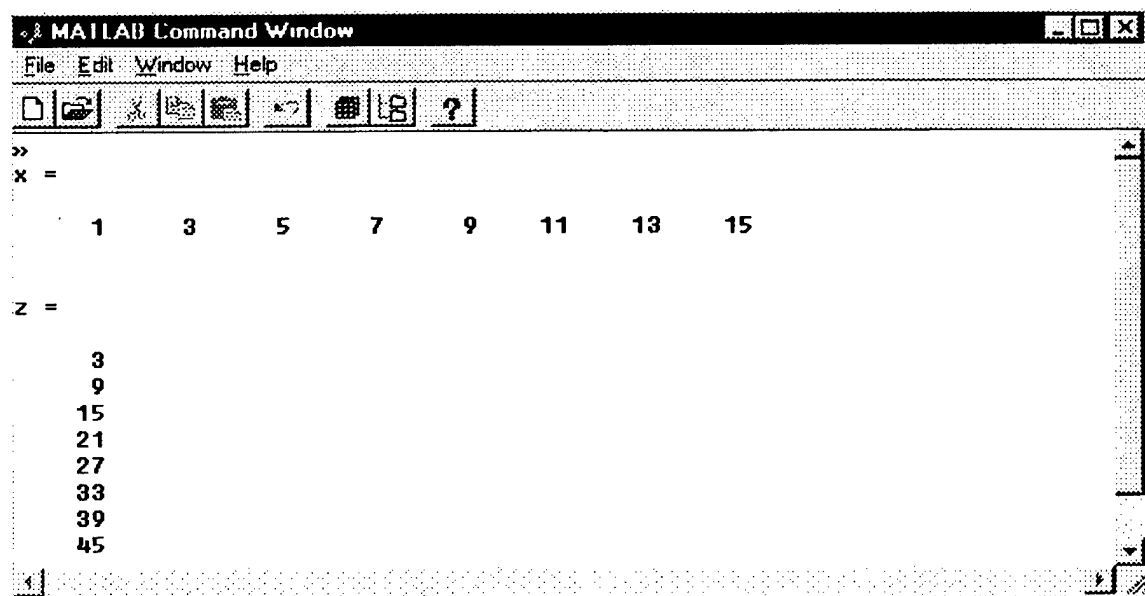 MATLAB Command Window
File Edit Window Help
?
»
x =
1 3 5 7 9 11 13 15
z =
3
9
15
21
27
33
39
45